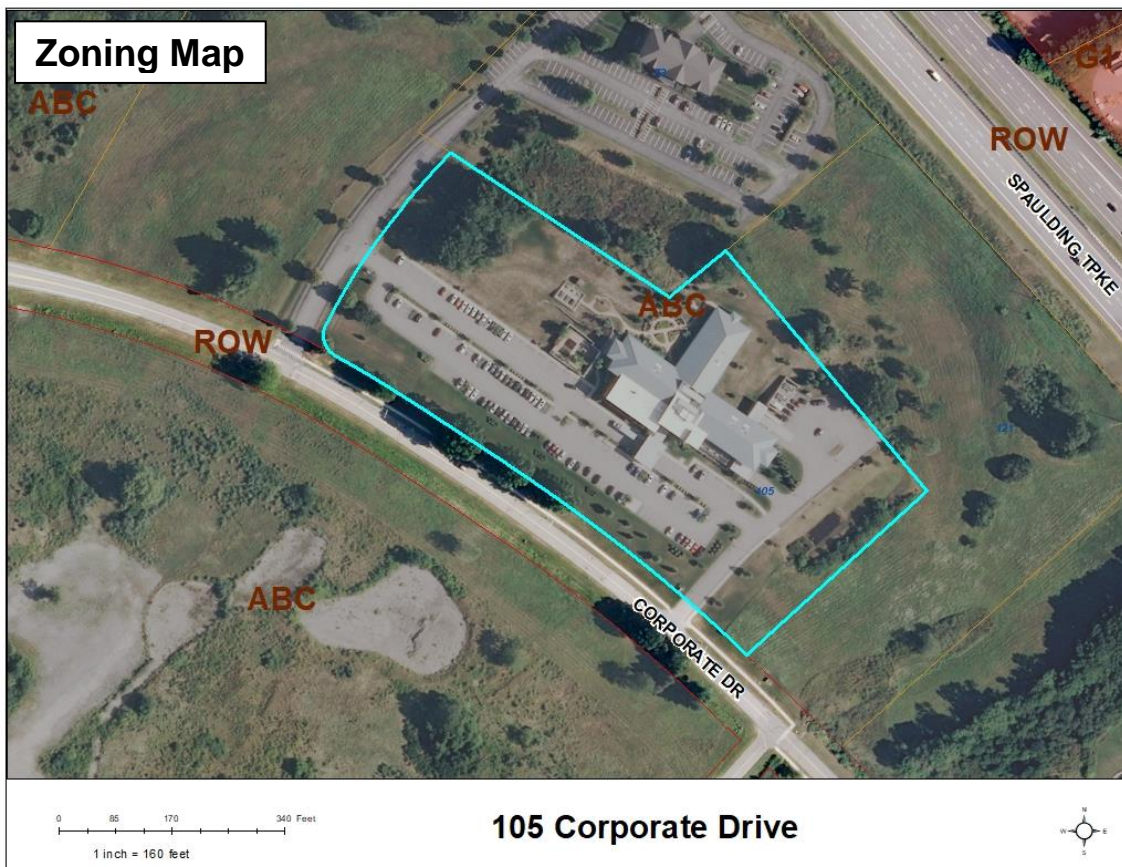 Zoning Map
ABC
G1
ROW
SPAULDING TPKE
ABC
ROW
121
105
ABC
CORPORATE DR
0 85 170 340 Feet
1 inch = 160 feet
105 Corporate Drive
N
W E
S